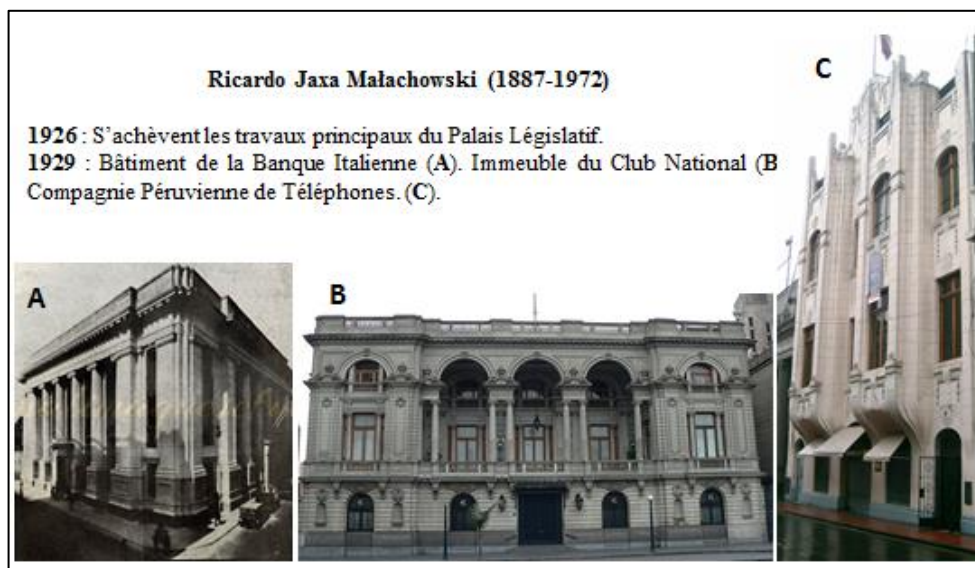 Ricardo Jaxa Małachowski (1887-1972)
C
1926 : S’achèvent les travaux principaux du Palais Législatif.
1929 : Bâtiment de la Banque Italienne (A). Immeuble du Club National (B
Compagnie Péruvienne de Téléphones. (C).
A
B